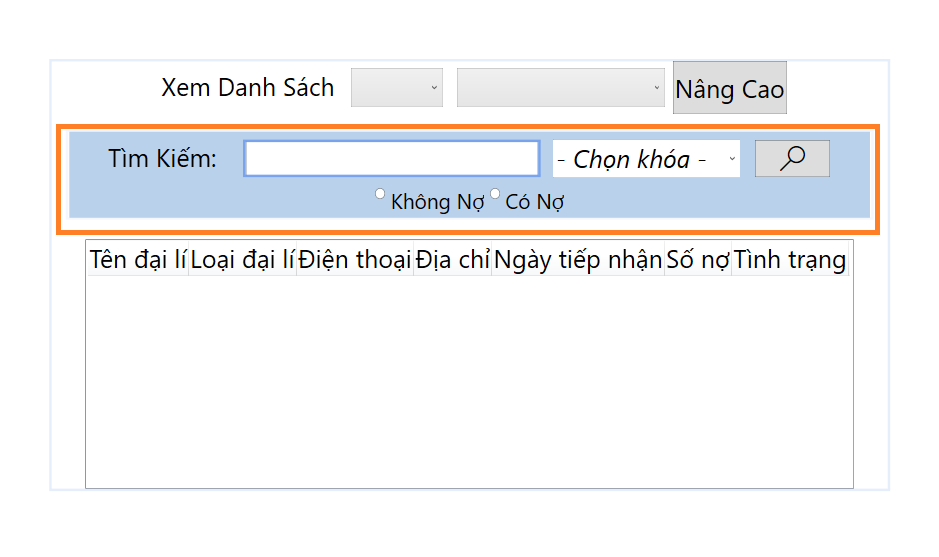 Xem Danh Sách Nâng Cao
Tìm Kiếm: - Chọn khóa -
Không Nợ Có Nợ
Tên đại lí Loại đại lí Điện thoại Địa chỉ Ngày tiếp nhận Số nợ Tình trạng